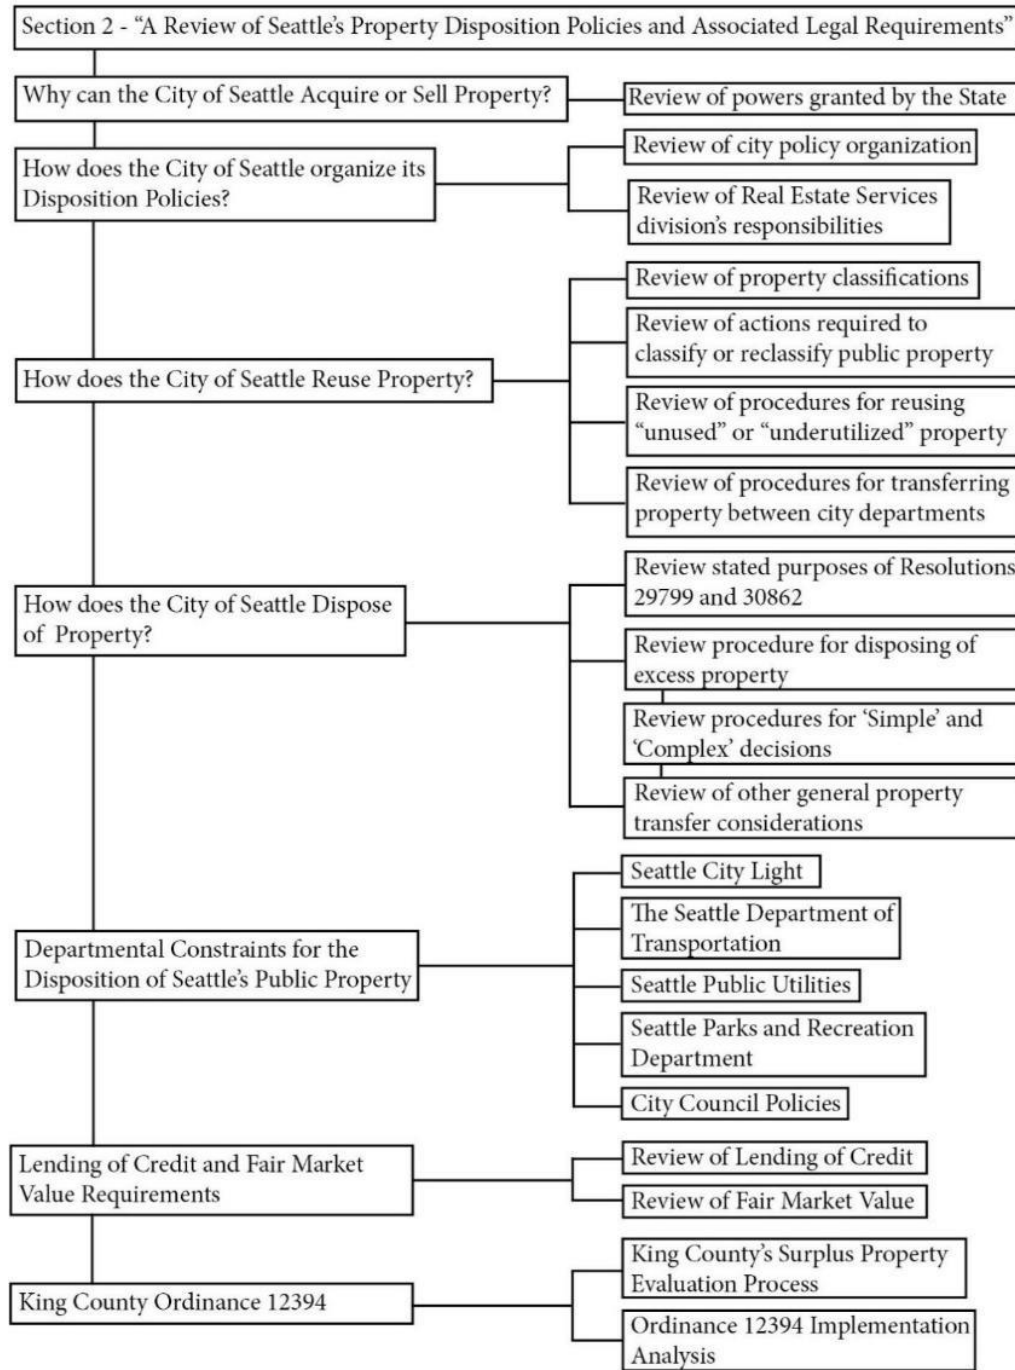 Section 2 - “A Review of Seattle’s Property Disposition Policies and Associated Legal Requirements”
Why can the City of Seattle Acquire or Sell Property?
Review of powers granted by the State
How does the City of Seattle organize its
Disposition Policies?
Review of city policy organization
Review of Real Estate Services
division’s responsibilities
How does the City of Seattle Reuse Property?
Review of property classifications
Review of actions required to
classify or reclassify public property
Review of procedures for reusing
“unused” or “underutilized” property
Review of procedures for transferring
property between city departments
How does the City of Seattle Dispose
of Property?
Review stated purposes of Resolutions
29799 and 30862
Review procedure for disposing of
excess property
Review procedures for ‘Simple’ and
‘Complex’ decisions
Review of other general property
transfer considerations
Departmental Constraints for the
Disposition of Seattle’s Public Property
Seattle City Light
The Seattle Department of
Transportation
Seattle Public Utilities
Seattle Parks and Recreation
Department
City Council Policies
Lending of Credit and Fair Market
Value Requirements
Review of Lending of Credit
Review of Fair Market Value
King County Ordinance 12394
King County’s Surplus Property
Evaluation Process
Ordinance 12394 Implementation
Analysis